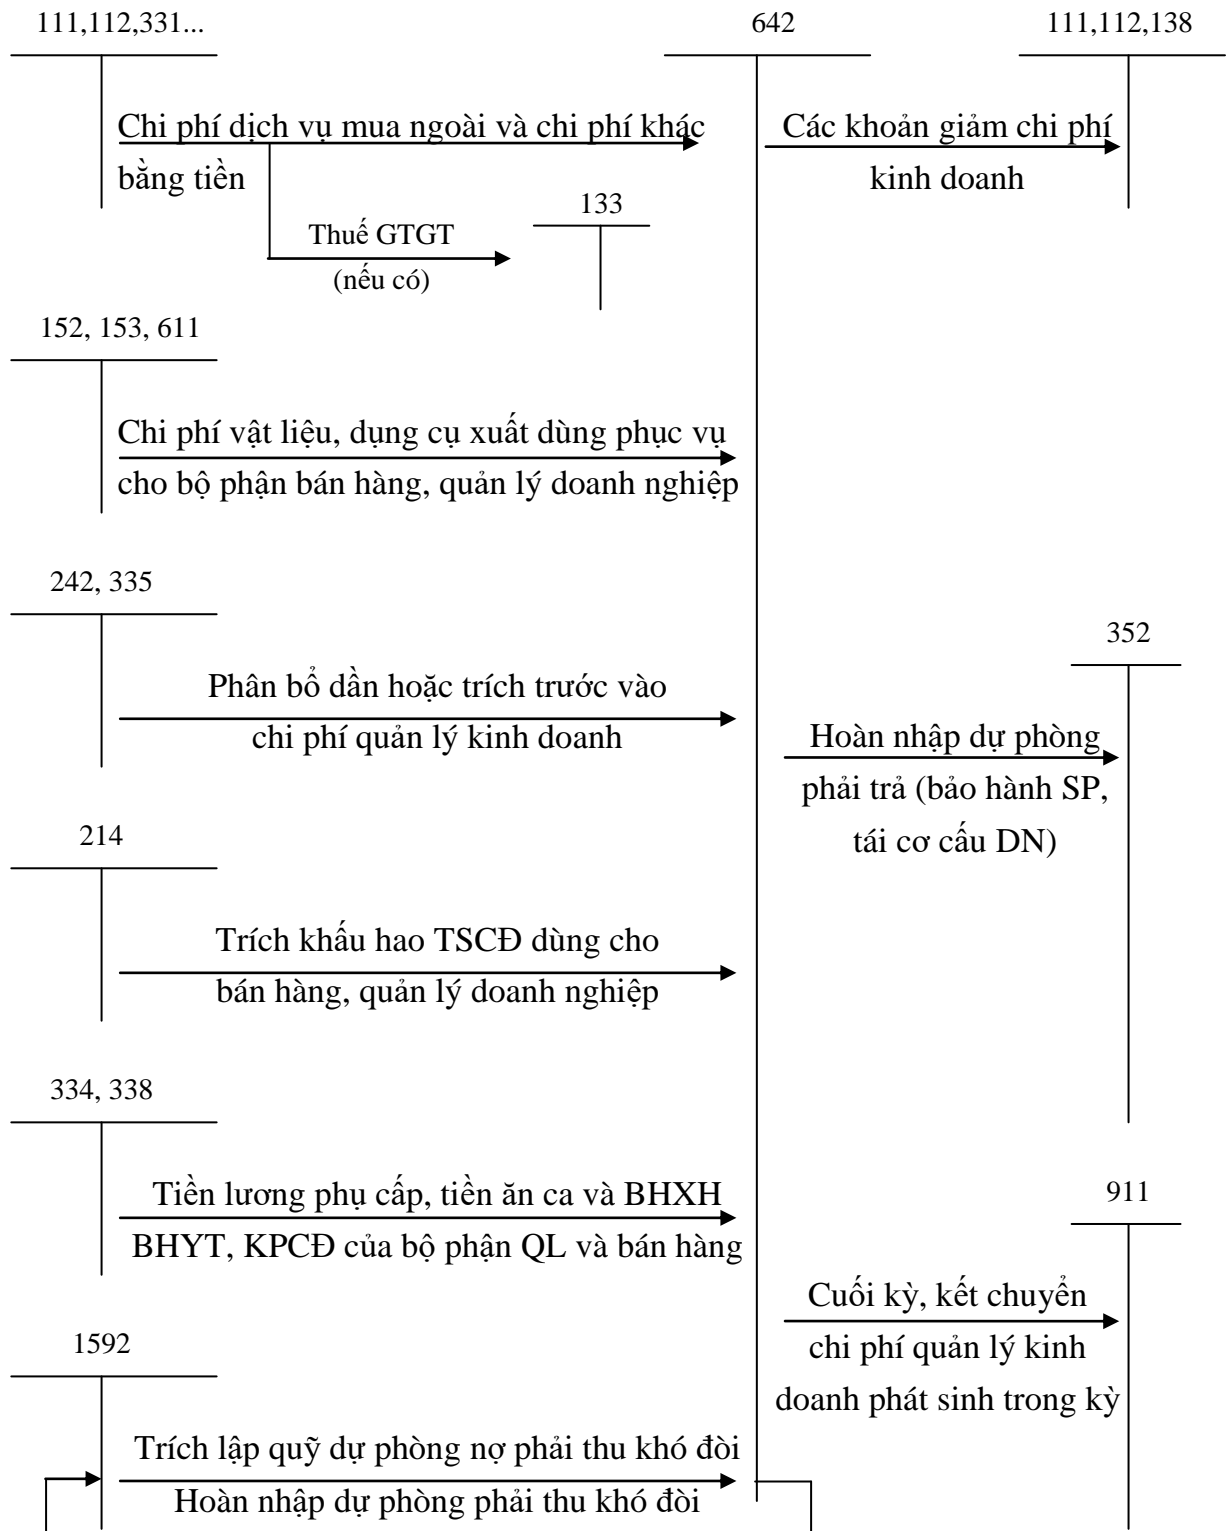 111,112,331...
642
111,112,138
Chi phí dịch vụ mua ngoài và chi phí khác
bằng tiền
Các khoản giảm chi phí
kinh doanh
133
Thuế GTGT
(nếu có)
152, 153, 611
Chi phí vật liệu, dụng cụ xuất dùng phục vụ
cho bộ phận bán hàng, quản lý doanh nghiệp
242, 335
352
Phân bổ dần hoặc trích trước vào
chi phí quản lý kinh doanh
Hoàn nhập dự phòng
phải trả (bảo hành SP,
tái cơ cấu DN)
214
Trích khấu hao TSCĐ dùng cho
bán hàng, quản lý doanh nghiệp
334, 338
911
Tiền lương phụ cấp, tiền ăn ca và BHXH
BHYT, KPCĐ của bộ phận QL và bán hàng
Cuối kỳ, kết chuyển
chi phí quản lý kinh
doanh phát sinh trong kỳ
1592
Trích lập quỹ dự phòng nợ phải thu khó đòi
Hoàn nhập dự phòng phải thu khó đòi